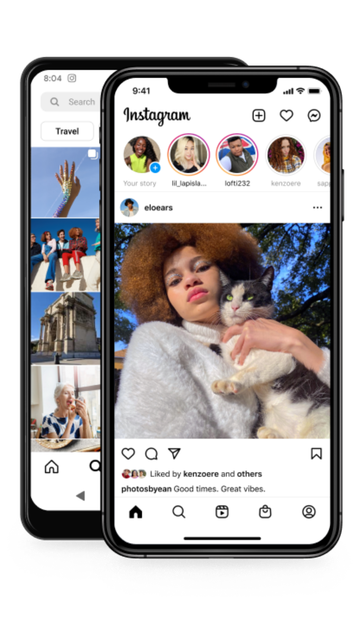 8:04
Search
Travel
9:41
Instagram
Your story
lil_lapisla...
lofti232
kenzoere
sapp
eloears
Liked by kenzoere and others
photosbyean Good times. Great vibes.